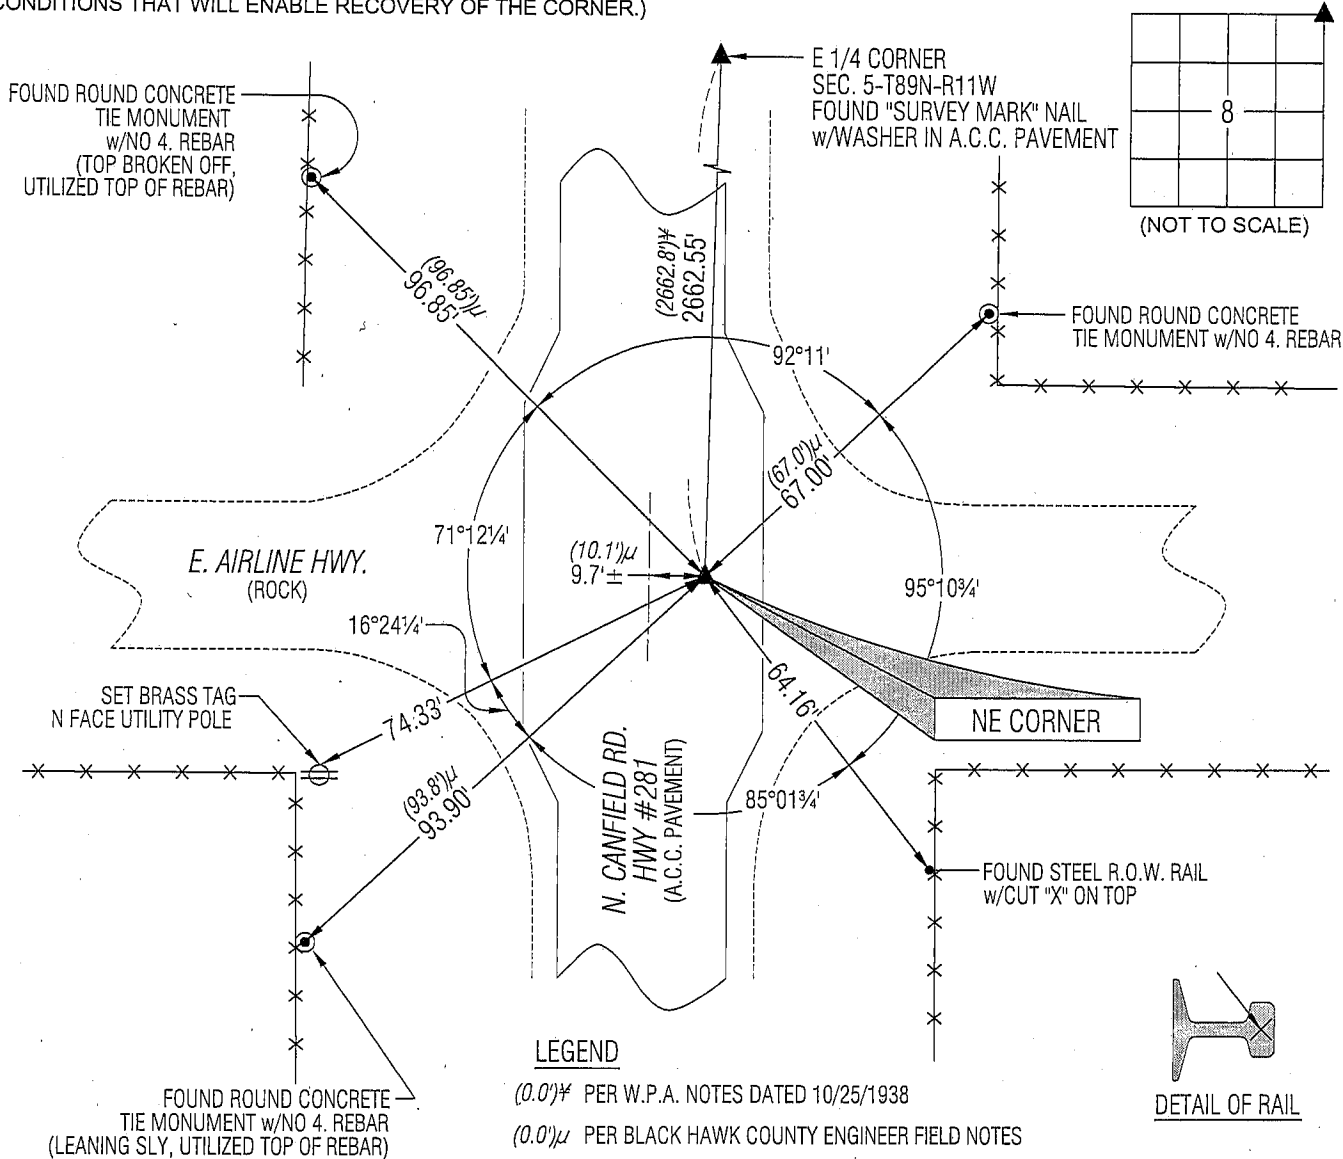 CONDITIONS THAT WILL ENABLE RECOVERY OF THE CORNER.)
FOUND ROUND CONCRETE
TIE MONUMENT
w/NO 4. REBAR
(TOP BROKEN OFF,
UTILIZED TOP OF REBAR)
E 1/4 CORNER
SEC. 5-T89N-R11W
FOUND "SURVEY MARK" NAIL
w/WASHER IN A.C.C. PAVEMENT
8
(NOT TO SCALE)
(96.85')µ
96.85'
(2662.8')¥
2662.55'
FOUND ROUND CONCRETE
TIE MONUMENT w/NO 4. REBAR
92°11'
(67.0')µ
67.00'
71°12¼'
E. AIRLINE HWY.
(ROCK)
(10.1')µ
9.7'±
95°10¾'
16°24¼'
SET BRASS TAG
N FACE UTILITY POLE
74.33'
64.16'
NE CORNER
(93.8')µ
93.90'
N. CANFIELD RD.
HWY #281
(A.C.C. PAVEMENT)
85°01¾'
FOUND STEEL R.O.W. RAIL
w/CUT "X" ON TOP
FOUND ROUND CONCRETE
TIE MONUMENT w/NO 4. REBAR
(LEANING SLY, UTILIZED TOP OF REBAR)
LEGEND
(0.0')¥ PER W.P.A. NOTES DATED 10/25/1938
(0.0')µ PER BLACK HAWK COUNTY ENGINEER FIELD NOTES
DETAIL OF RAIL